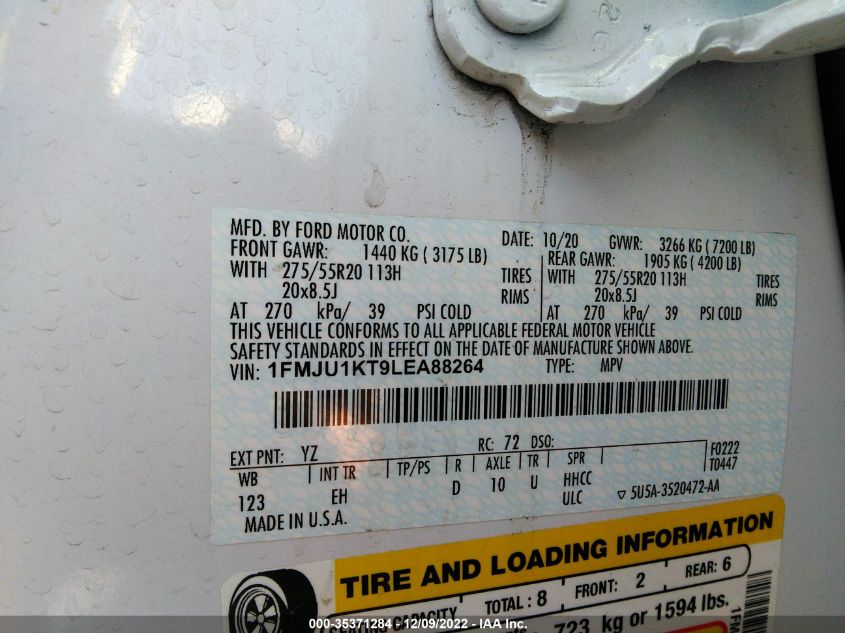 MFD. BY FORD MOTOR CO.
DATE: 10/20 GVWR: 3266 KG ( 7200 LB)
FRONT GAWR: 1440 KG ( 3175 LB)
REAR GAWR: 1905 KG ( 4200 LB)
WITH 275/55R20 113H TIRES
WITH 275/55R20 113H TIRES
20x8.5J RIMS
20x8.5J RIMS
AT 270 kPa/ 39 PSI COLD
AT 270 kPa/ 39 PSI COLD
THIS VEHICLE CONFORMS TO ALL APPLICABLE FEDERAL MOTOR VEHICLE
SAFETY STANDARDS IN EFFECT ON THE DATE OF MANUFACTURE SHOWN ABOVE.
VIN: 1FMJU1KT9LEA88264 TYPE: MPV
EXT PNT: YZ RC: 72 DSO:
F0222
T0447
WB INT TR TP/PS R AXLE TR SPR
123 EH D 10 U HHCC
ULC
▽ 5U5A-3520472-AA
MADE IN U.S.A.
TIRE AND LOADING INFORMATION
SEATING CAPACITY TOTAL : 8 FRONT: 2 REAR: 6
723 kg or 1594 lbs.
1FM
000-35371284 - 12/09/2022 - IAA Inc.